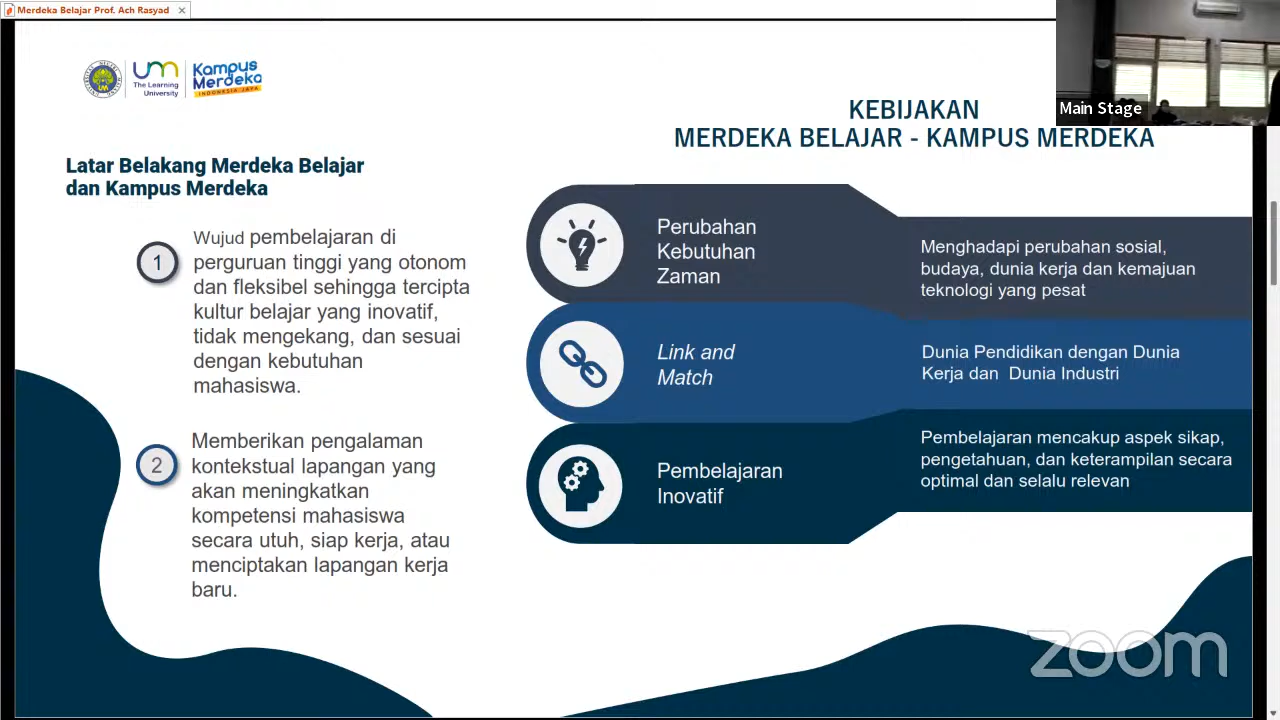 Merdeka Belajar Prof. Ach Rasyad
UM
The Learning
University
Kampus
Merdeka
INDONESIA JAYA
Main Stage
KEBIJAKAN
MERDEKA BELAJAR - KAMPUS MERDEKA
Latar Belakang Merdeka Belajar
dan Kampus Merdeka
1
Wujud pembelajaran di
perguruan tinggi yang otonom
dan fleksibel sehingga tercipta
kultur belajar yang inovatif,
tidak mengekang, dan sesuai
dengan kebutuhan
mahasiswa.
2
Memberikan pengalaman
kontekstual lapangan yang
akan meningkatkan
kompetensi mahasiswa
secara utuh, siap kerja, atau
menciptakan lapangan kerja
baru.
Perubahan
Kebutuhan
Zaman
Menghadapi perubahan sosial,
budaya, dunia kerja dan kemajuan
teknologi yang pesat
Link and
Match
Dunia Pendidikan dengan Dunia
Kerja dan Dunia Industri
Pembelajaran
Inovatif
Pembelajaran mencakup aspek sikap,
pengetahuan, dan keterampilan secara
optimal dan selalu relevan
zoom